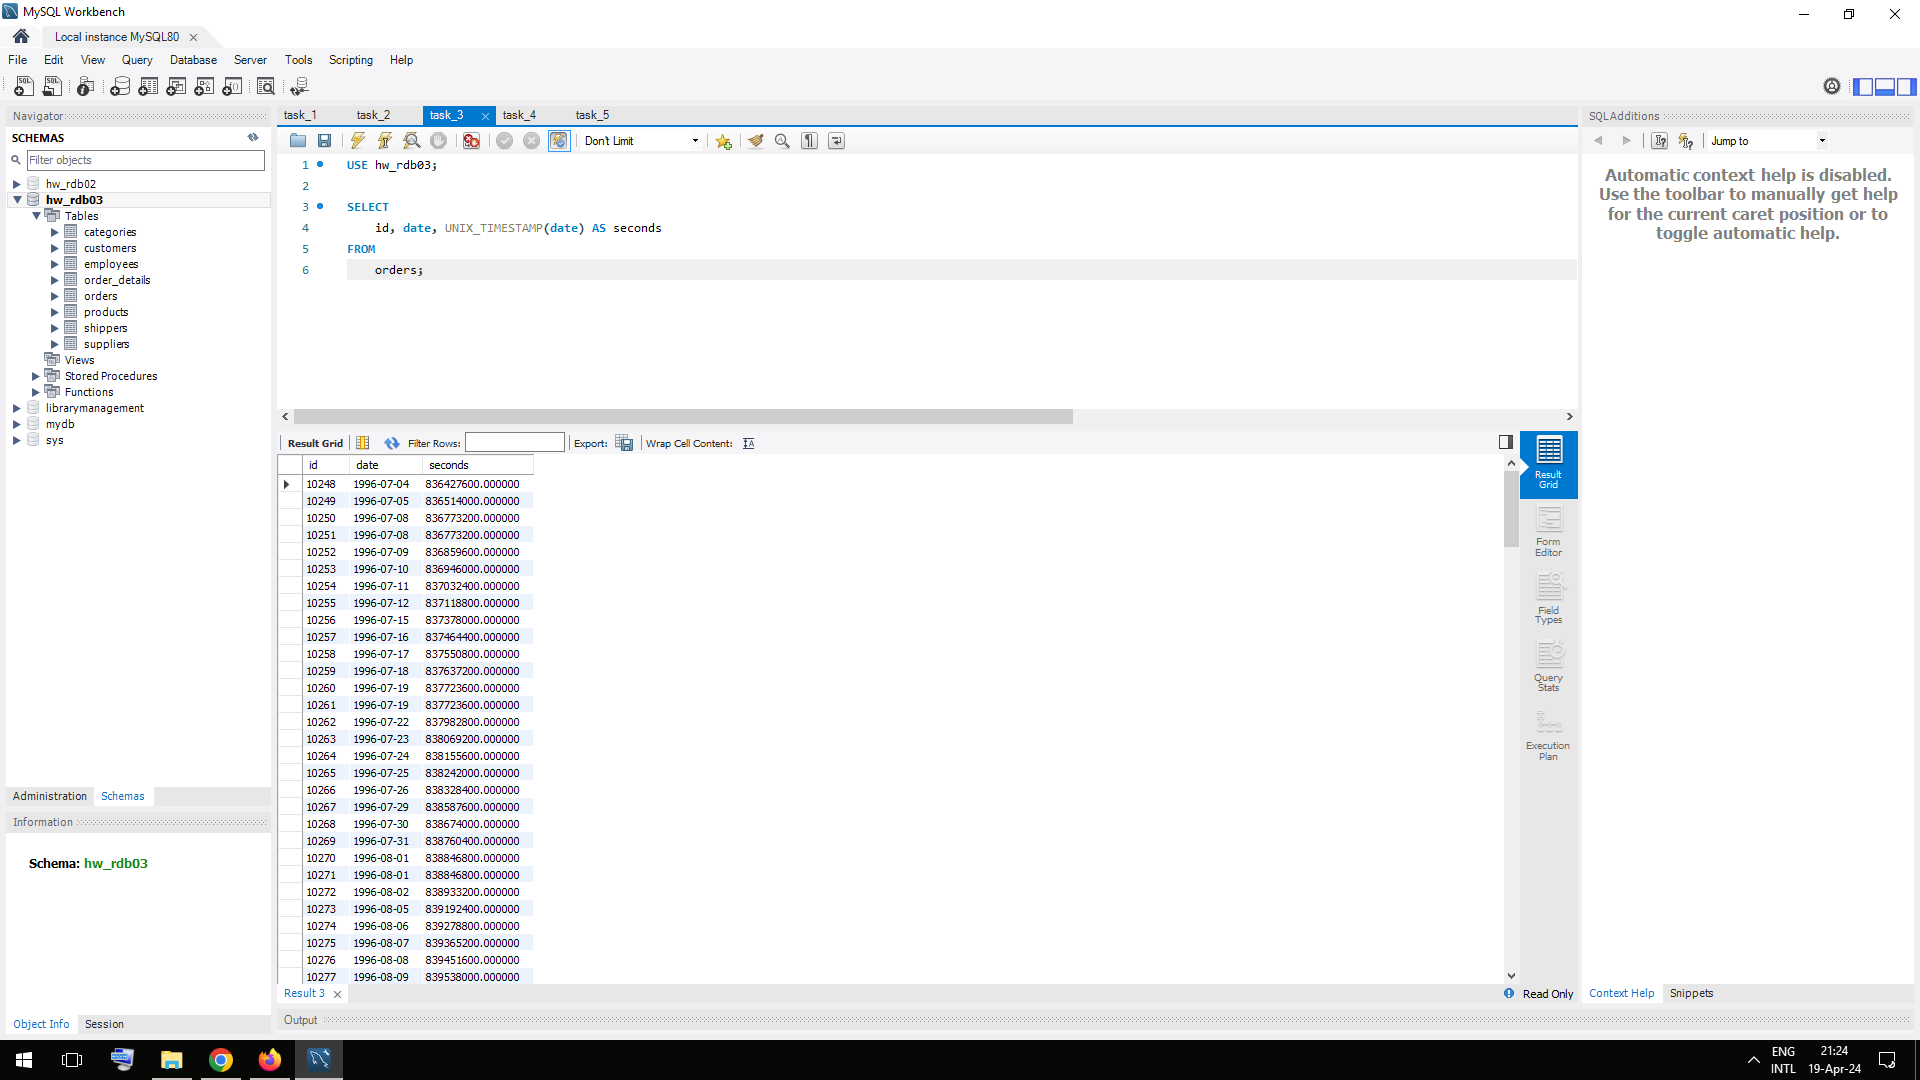 MySQL Workbench
Local instance MySQL80
File Edit View Query Database Server Tools Scripting Help
Navigator
SCHEMAS
Filter objects
hw_rdb02
hw_rdb03
Tables
categories
customers
employees
order_details
orders
products
shippers
suppliers
Views
Stored Procedures
Functions
librarymanagement
mydb
sys
Administration Schemas
Information
Schema: hw_rdb03
Object Info Session
task_1 task_2 task_3 task_4 task_5
Don't Limit
1 USE hw_rdb03;
2
3 SELECT
4 id, date, UNIX_TIMESTAMP(date) AS seconds
5 FROM
6 orders;
Result Grid Filter Rows: Export: Wrap Cell Content:
id date seconds
10248 1996-07-04 836427600.000000
10249 1996-07-05 836514000.000000
10250 1996-07-08 836773200.000000
10251 1996-07-08 836773200.000000
10252 1996-07-09 836859600.000000
10253 1996-07-10 836946000.000000
10254 1996-07-11 837032400.000000
10255 1996-07-12 837118800.000000
10256 1996-07-15 837378000.000000
10257 1996-07-16 837464400.000000
10258 1996-07-17 837550800.000000
10259 1996-07-18 837637200.000000
10260 1996-07-19 837723600.000000
10261 1996-07-19 837723600.000000
10262 1996-07-22 837982800.000000
10263 1996-07-23 838069200.000000
10264 1996-07-24 838155600.000000
10265 1996-07-25 838242000.000000
10266 1996-07-26 838328400.000000
10267 1996-07-29 838587600.000000
10268 1996-07-30 838674000.000000
10269 1996-07-31 838760400.000000
10270 1996-08-01 838846800.000000
10271 1996-08-01 838846800.000000
10272 1996-08-02 838933200.000000
10273 1996-08-05 839192400.000000
10274 1996-08-06 839278800.000000
10275 1996-08-07 839365200.000000
10276 1996-08-08 839451600.000000
10277 1996-08-09 839538000.000000
Result 3
Read Only
Output
Result
Grid
Form
Editor
Field
Types
Query
Stats
Execution
Plan
SQLAdditions
Jump to
Automatic context help is disabled.
Use the toolbar to manually get help
for the current caret position or to
toggle automatic help.
Context Help Snippets
ENG
INTL
21:24
19-Apr-24